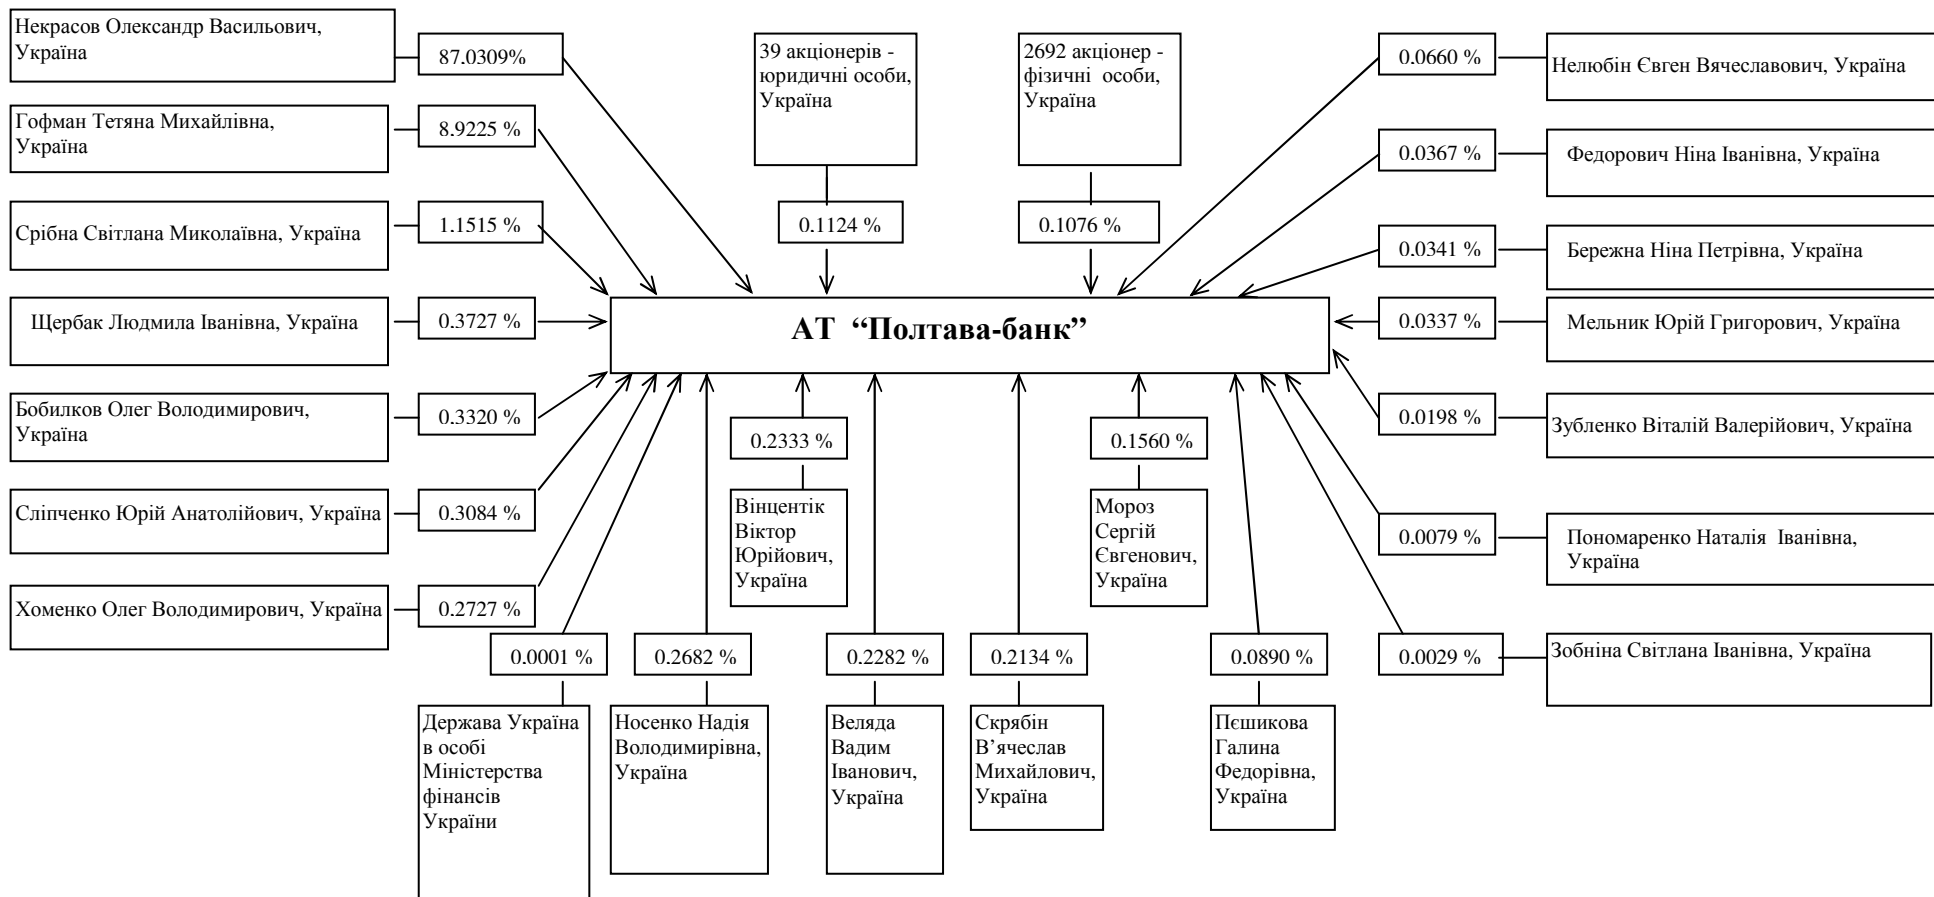 Некрасов Олександр Васильович,
Україна
87.0309%
39 акціонерів -
юридичні особи,
Україна
2692 акціонер -
фізичні особи,
Україна
0.0660 %
Нелюбін Євген Вячеславович, Україна
Гофман Тетяна Михайлівна,
Україна
8.9225 %
0.0367 %
Федорович Ніна Іванівна, Україна
Срібна Світлана Миколаївна, Україна
1.1515 %
0.1124 %
0.1076 %
0.0341 %
Бережна Ніна Петрівна, Україна
Щербак Людмила Іванівна, Україна
0.3727 %
АТ “Полтава-банк”
0.0337 %
Мельник Юрій Григорович, Україна
Бобилков Олег Володимирович,
Україна
0.3320 %
0.2333 %
0.1560 %
0.0198 %
Зубленко Віталій Валерійович, Україна
Сліпченко Юрій Анатолійович, Україна
0.3084 %
Вінцентік
Віктор
Юрійович,
Україна
Мороз
Сергій
Євгенович,
Україна
0.0079 %
Пономаренко Наталія Іванівна,
Україна
Хоменко Олег Володимирович, Україна
0.2727 %
0.0001 %
0.2682 %
0.2282 %
0.2134 %
0.0890 %
0.0029 %
Зобніна Світлана Іванівна, Україна
Держава Україна
в особі
Міністерства
фінансів
України
Носенко Надія
Володимирівна,
Україна
Веляда
Вадим
Іванович,
Україна
Скрябін
В’ячеслав
Михайлович,
Україна
Пєшикова
Галина
Федорівна,
Україна